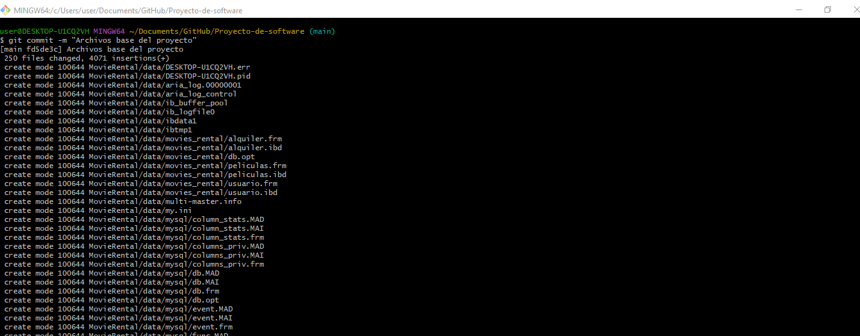 MINGW64:/c/Users/user/Documents/GitHub/Proyecto-de-software
user@DESKTOP-U1CQ2VH MINGW64 ~/Documents/GitHub/Proyecto-de-software (main)
$ git commit -m "Archivos base del proyecto"
[main fd5de3c] Archivos base del proyecto
250 files changed, 4071 insertions(+)
create mode 100644 MovieRental/data/DESKTOP-U1CQ2VH.err
create mode 100644 MovieRental/data/DESKTOP-U1CQ2VH.pid
create mode 100644 MovieRental/data/aria_log.00000001
create mode 100644 MovieRental/data/aria_log_control
create mode 100644 MovieRental/data/ib_buffer_pool
create mode 100644 MovieRental/data/ib_logfile0
create mode 100644 MovieRental/data/ibdata1
create mode 100644 MovieRental/data/ibtmp1
create mode 100644 MovieRental/data/movies_rental/alquiler.frm
create mode 100644 MovieRental/data/movies_rental/alquiler.ibd
create mode 100644 MovieRental/data/movies_rental/db.opt
create mode 100644 MovieRental/data/movies_rental/peliculas.frm
create mode 100644 MovieRental/data/movies_rental/peliculas.ibd
create mode 100644 MovieRental/data/movies_rental/usuario.frm
create mode 100644 MovieRental/data/movies_rental/usuario.ibd
create mode 100644 MovieRental/data/multi-master.info
create mode 100644 MovieRental/data/my.ini
create mode 100644 MovieRental/data/mysql/column_stats.MAD
create mode 100644 MovieRental/data/mysql/column_stats.MAI
create mode 100644 MovieRental/data/mysql/column_stats.frm
create mode 100644 MovieRental/data/mysql/columns_priv.MAD
create mode 100644 MovieRental/data/mysql/columns_priv.MAI
create mode 100644 MovieRental/data/mysql/columns_priv.frm
create mode 100644 MovieRental/data/mysql/db.MAD
create mode 100644 MovieRental/data/mysql/db.MAI
create mode 100644 MovieRental/data/mysql/db.frm
create mode 100644 MovieRental/data/mysql/db.opt
create mode 100644 MovieRental/data/mysql/event.MAD
create mode 100644 MovieRental/data/mysql/event.MAI
create mode 100644 MovieRental/data/mysql/event.frm
create mode 100644 MovieRental/data/mysql/func.MAD